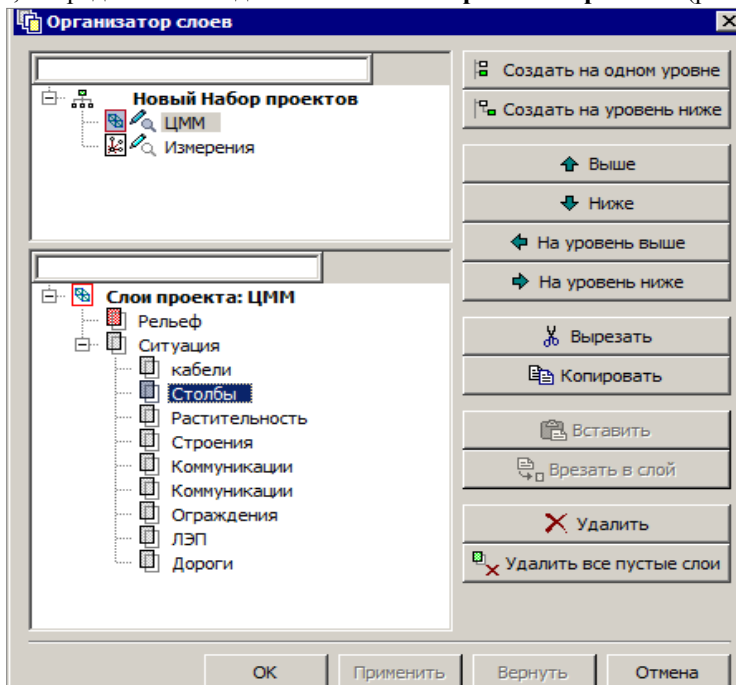 Организатор слоев
Новый Набор проектов
ЦММ
Измерения
Слои проекта: ЦММ
Рельеф
Ситуация
кабели
Столбы
Растительность
Строения
Коммуникации
Коммуникации
Ограждения
ЛЭП
Дороги
Создать на одном уровне
Создать на уровень ниже
Выше
Ниже
На уровень выше
На уровень ниже
Вырезать
Копировать
Вставить
Врезать в слой
Удалить
Удалить все пустые слои
OK
Применить
Вернуть
Отмена